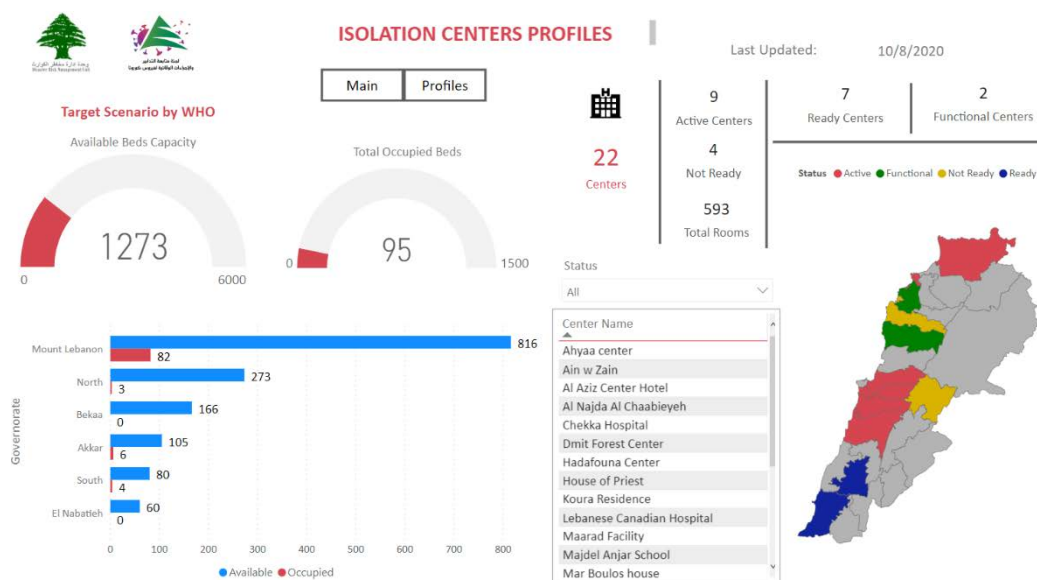 ISOLATION CENTERS PROFILES
Last Updated: 10/8/2020
Main
Profiles
Target Scenario by WHO
Available Beds Capacity
1273
0
6000
Total Occupied Beds
95
0
1500
22
Centers
9
Active Centers
4
Not Ready
593
Total Rooms
7
Ready Centers
2
Functional Centers
Status Active Functional Not Ready Ready
Status
All
Center Name
Ahyaa center
Ain w Zain
Al Aziz Center Hotel
Al Najda Al Chaabieyeh
Chekka Hospital
Dmit Forest Center
Hadafouna Center
House of Priest
Koura Residence
Lebanese Canadian Hospital
Maarad Facility
Majdel Anjar School
Mar Boulos house
Governorate
Mount Lebanon 816
82
North 273
3
Bekaa 166
0
Akkar 105
6
South 80
4
El Nabatieh 60
0
0 100 200 300 400 500 600 700 800
Available Occupied